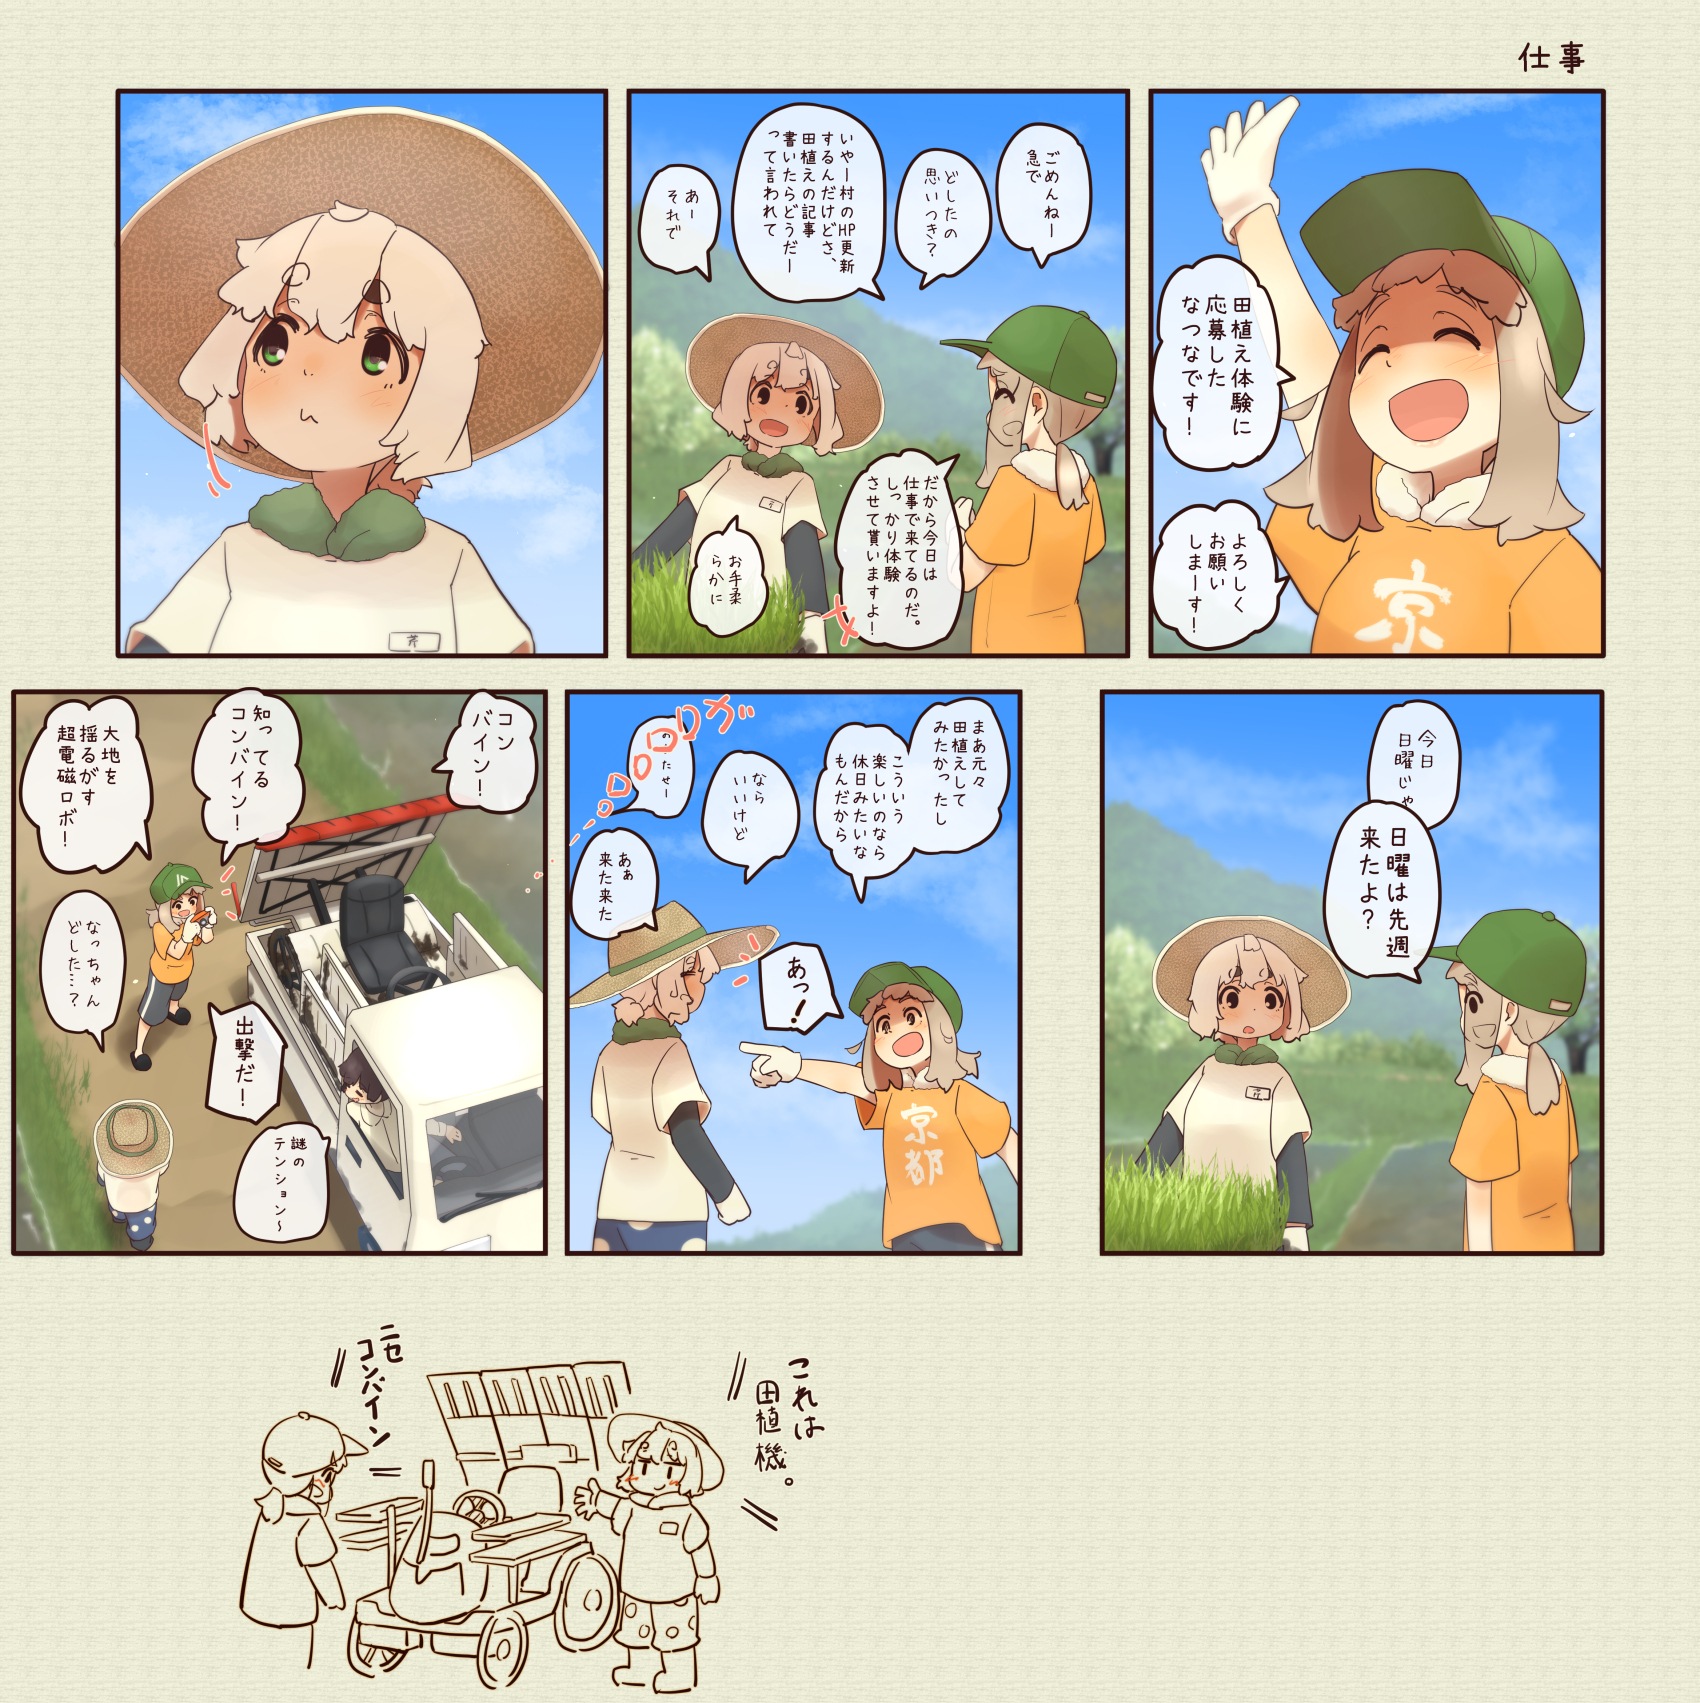 仕事
田植え体験に
応募した
なつなです！
よろしく
お願い
しまーす！
京
ごめんねー
急で
どしたの
思いつき？
いやー村のHP更新
するんだけどさ、
田植えの記事
書いたらどうだー
って言われて
あー
それで
だから今日は
仕事で来てるのだ。
しっかり体験
させて貰いますよ！
お手柔
らかに
芹
芹
今日
日曜じゃ
日曜は先週
来たよ？
まあ元々
田植えして
みたかったし
こういう
楽しいのなら
休日みたいな
もんだから
なら
いいけど
ガ
たせー
あぁ
来た来た
あっ！
京都
コン
バイン！
知ってる
コンバイン！
大地を
揺るがす
超電磁ロボ！
なっちゃん
どした…？
出撃だ！
謎の
テンション〜
これは
田植機。
ニセ
コンバイン